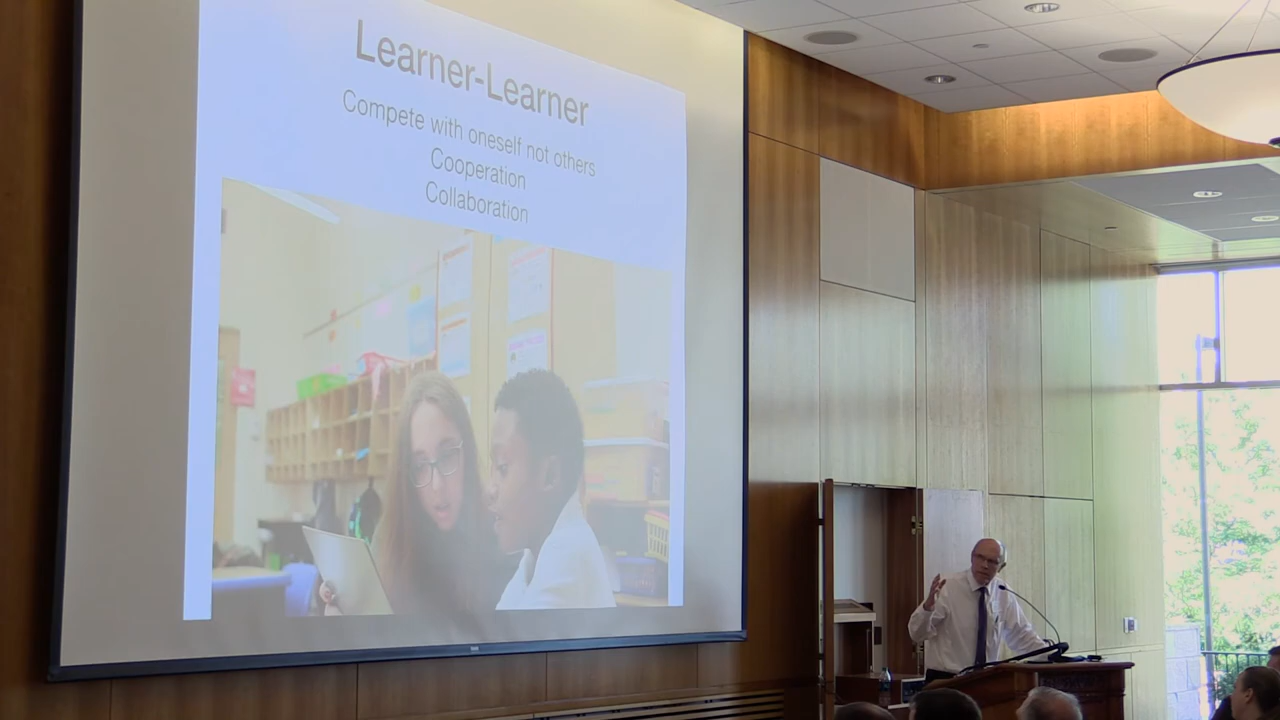 Learner-Learner
Compete with oneself not others
Cooperation
Collaboration